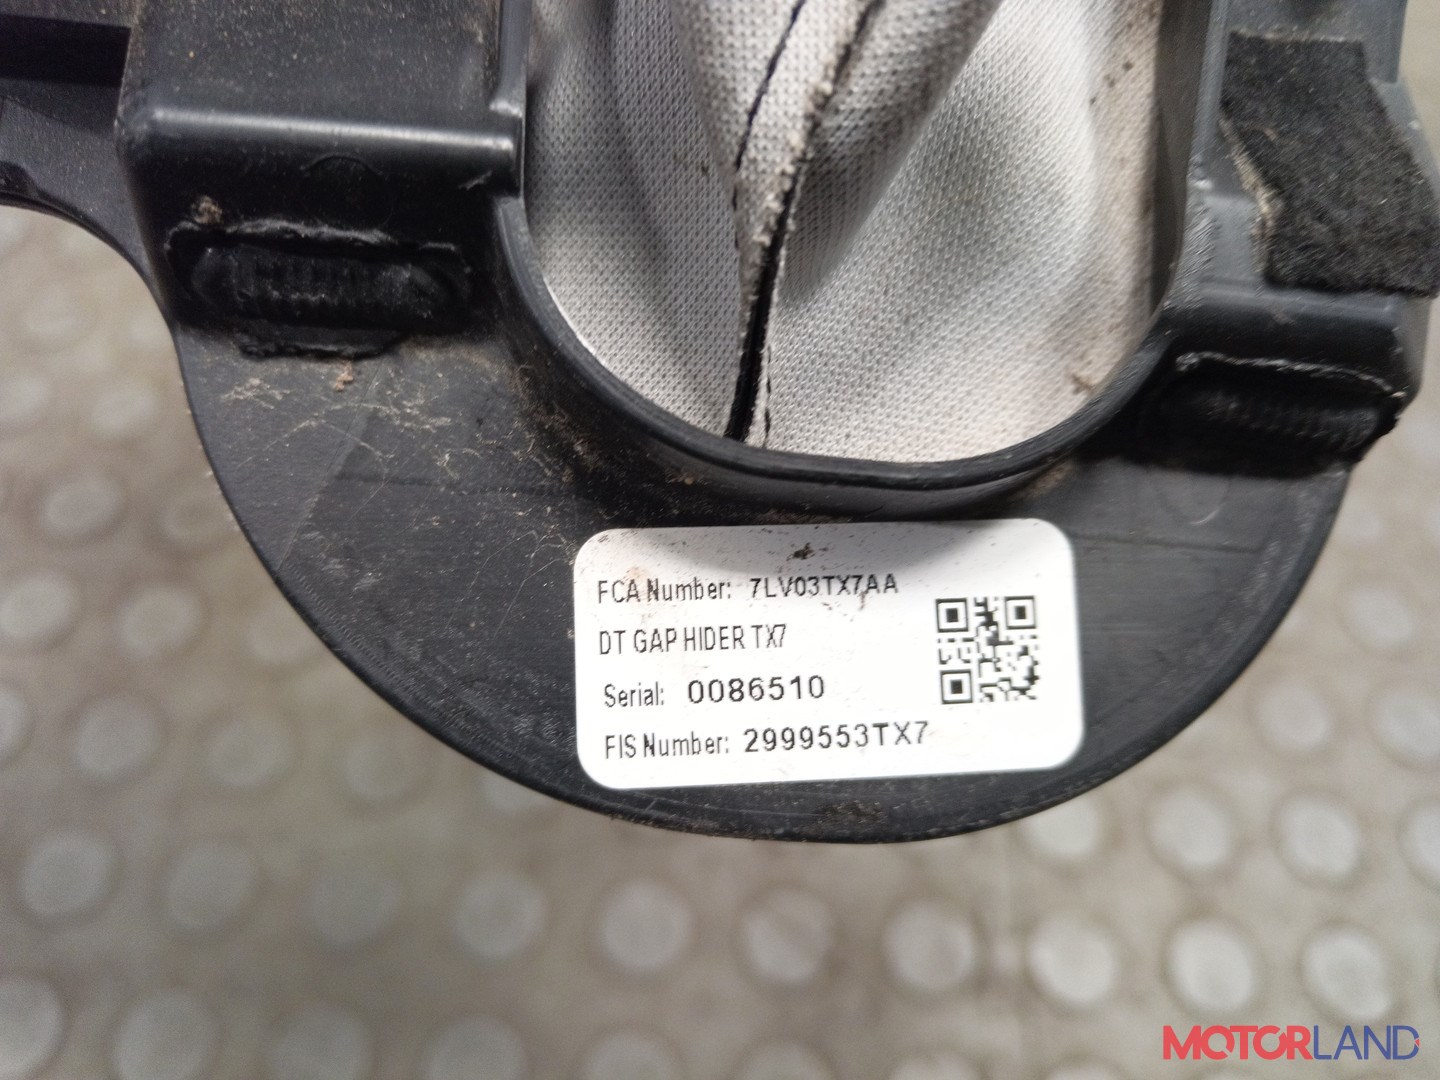 FCA Number: 7LV03TX7AA
DT GAP HIDER TX7
Serial: 0086510
FIS Number: 2999553TX7
MOTORLAND